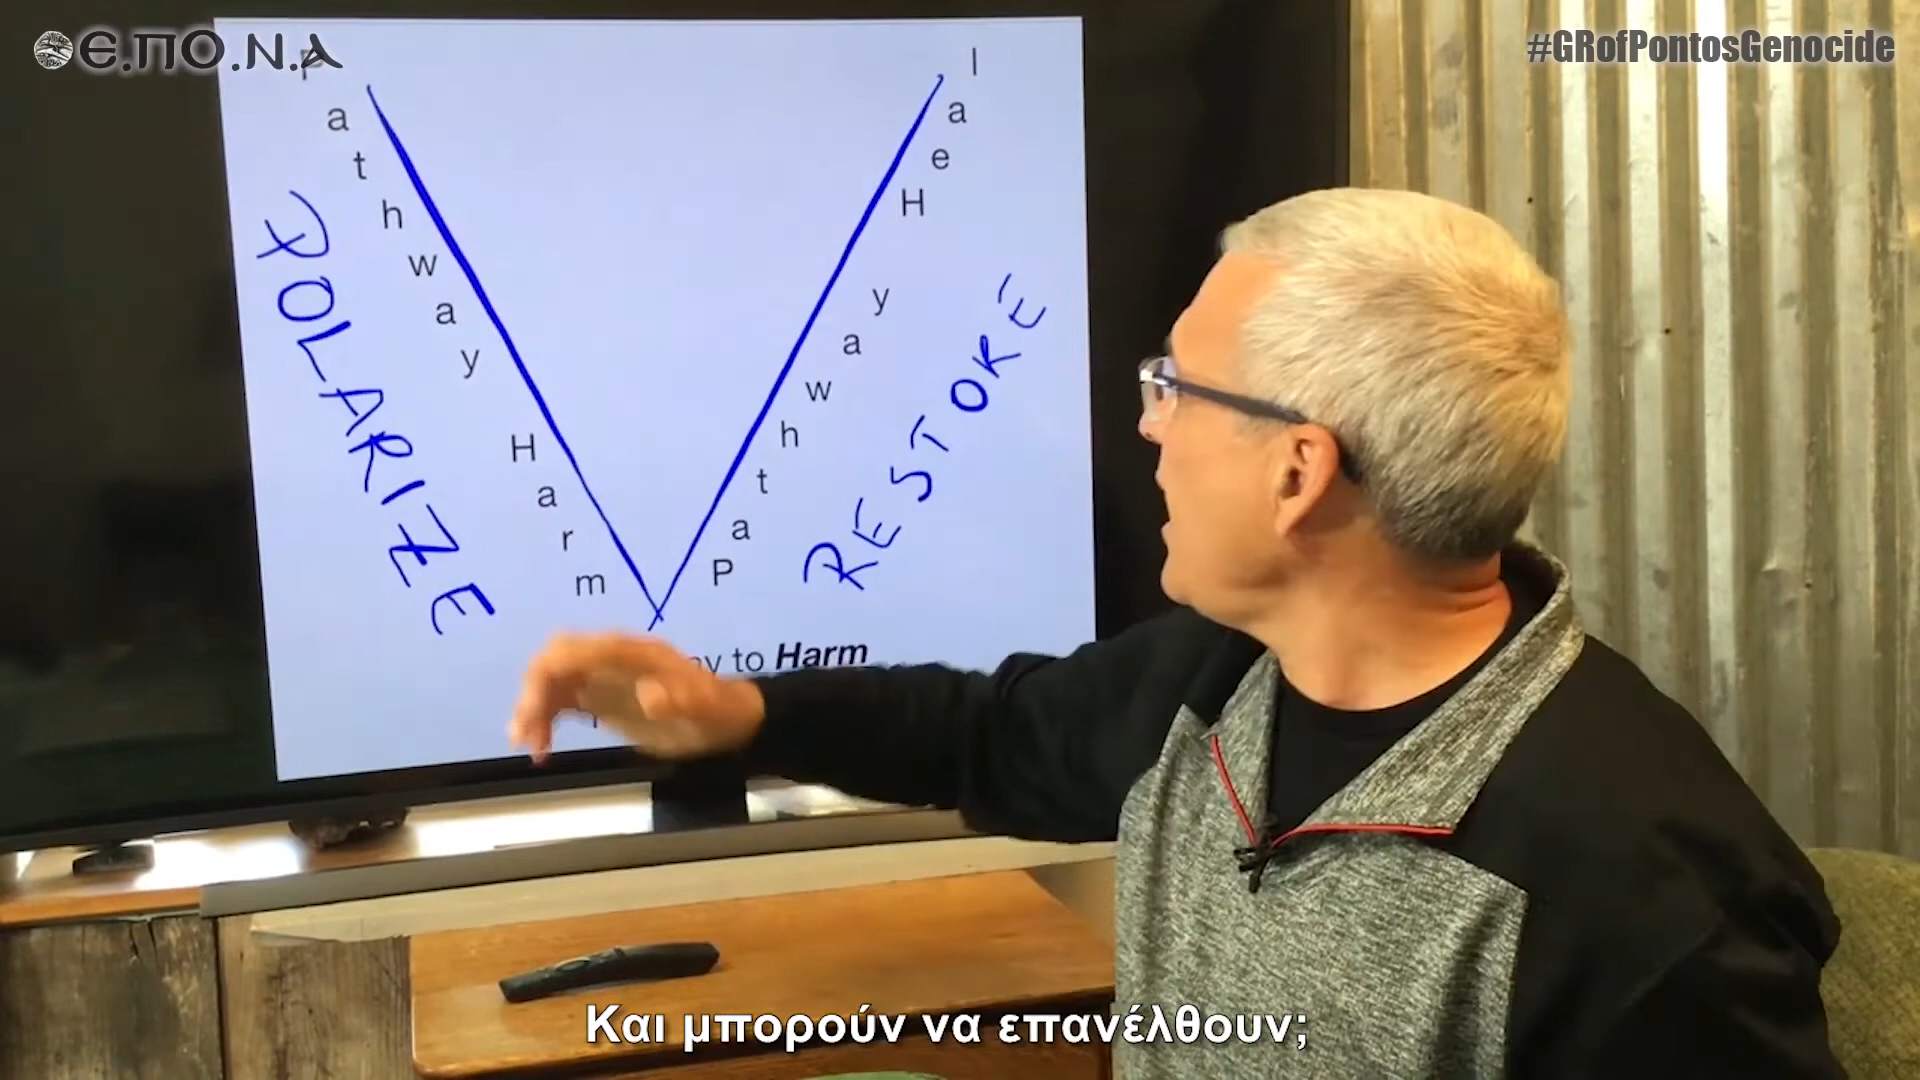 Є.ΠΟ.Ν.Α
#GRofPontosGenocide
Pathway Harm
POLARIZE
Pathway Heal
RESTORE
to Harm
Και μπορούν να επανέλθουν;